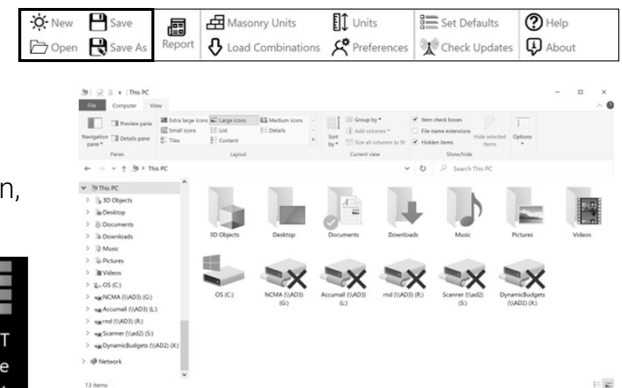 New Save Report Masonry Units Units Set Defaults Help
Open Save As Load Combinations Preferences Check Updates About
This PC
File Computer View
Navigation pane Preview pane Details pane
Extra large icons Large icons Medium icons
Small icons List Details
Tiles Content
Sort by Group by Add columns Size all columns to fit
Item check boxes
File name extensions
Hidden items
Hide selected items Options
Panes Layout Current view Show/hide
This PC Search This PC
n,
This PC
3D Objects
Desktop
Documents
Downloads
Music
Pictures
Videos
OS (C:)
NCMA (\\AD3) (G:)
Accumail (\\AD3) (L:)
rmd (\\AD3) (R:)
Scanner (\\ad2) (S:)
DynamicBudgets (\\AD2) (X:)
Network
3D Objects Desktop Documents Downloads Music Pictures Videos
OS (C:) NCMA (\\AD3) (G:) Accumail (\\AD3) (L:) rmd (\\AD3) (R:) Scanner (\\ad2) (S:) DynamicBudgets (\\AD2) (X:)
T
e
13 items